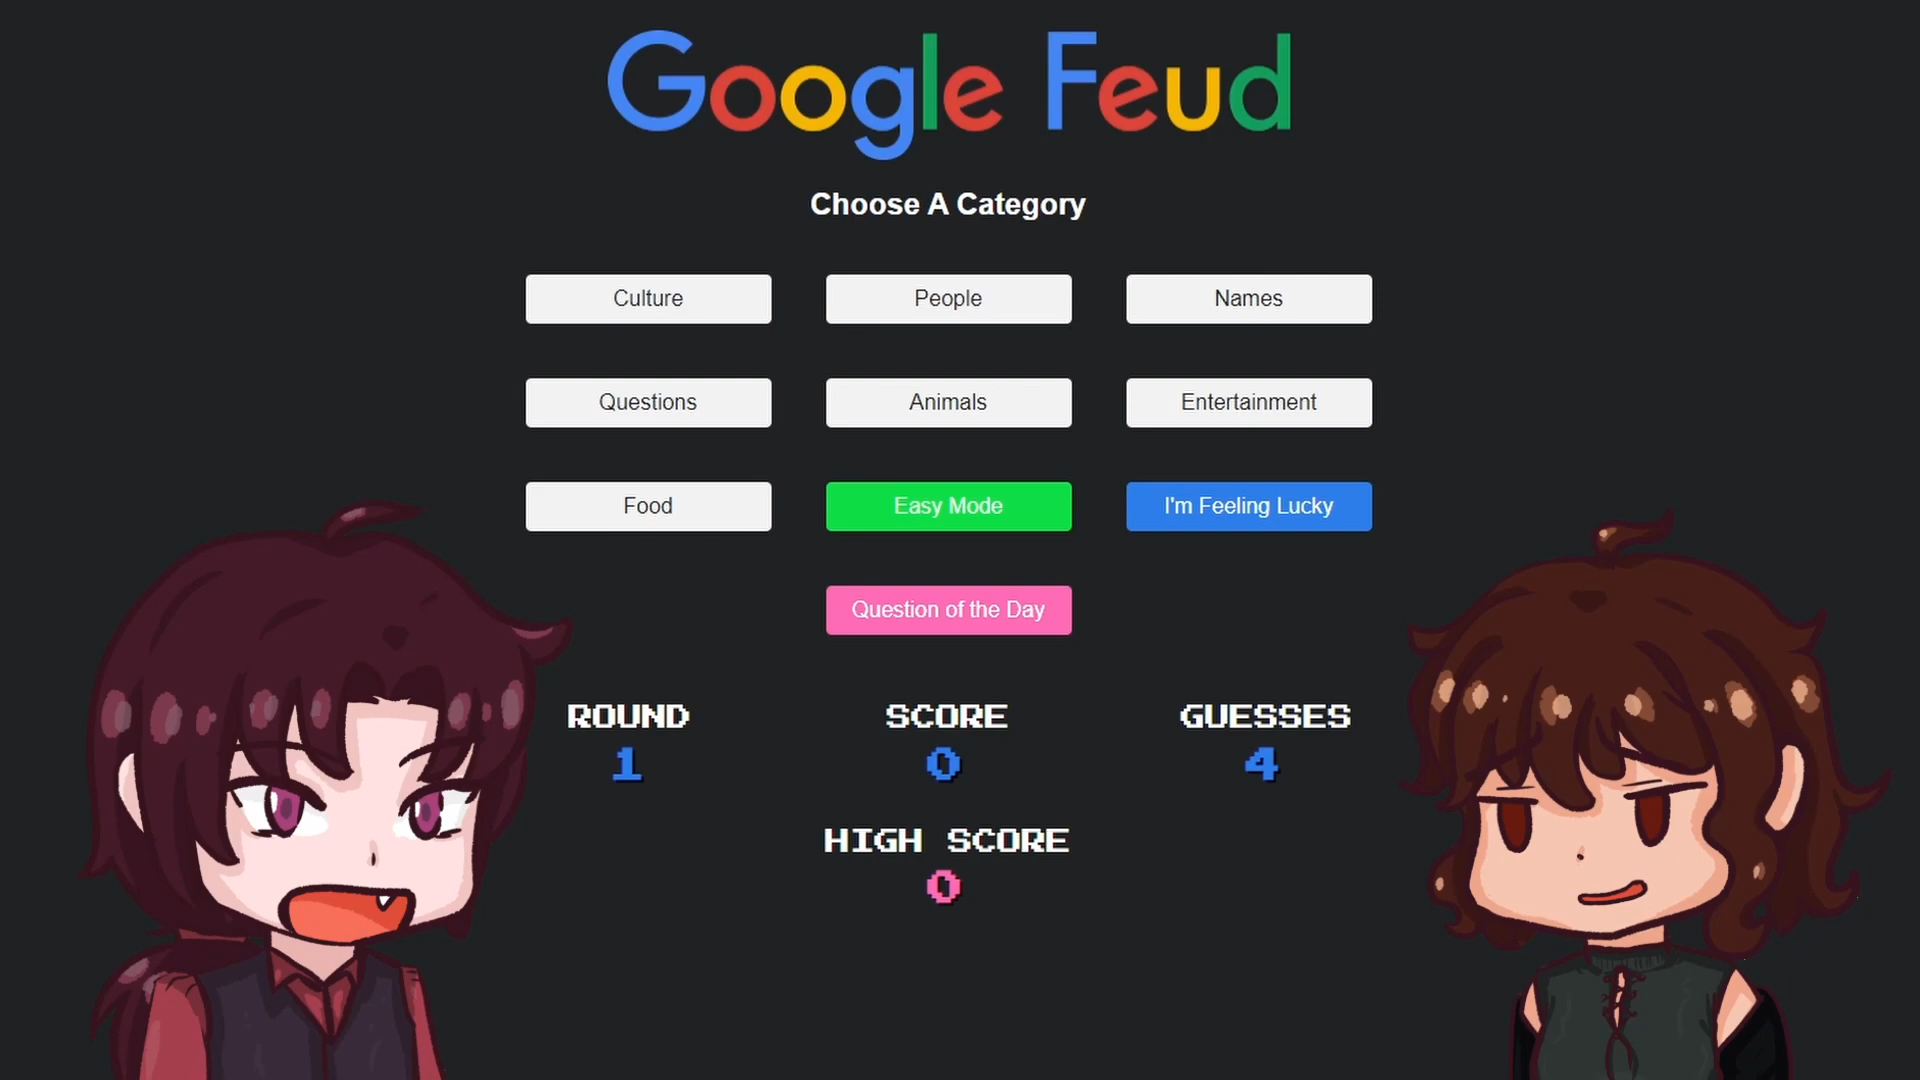 Google Feud
Choose A Category
Culture
People
Names
Questions
Animals
Entertainment
Food
Easy Mode
I'm Feeling Lucky
Question of the Day
ROUND
SCORE
GUESSES
1
0
4
HIGH SCORE
0